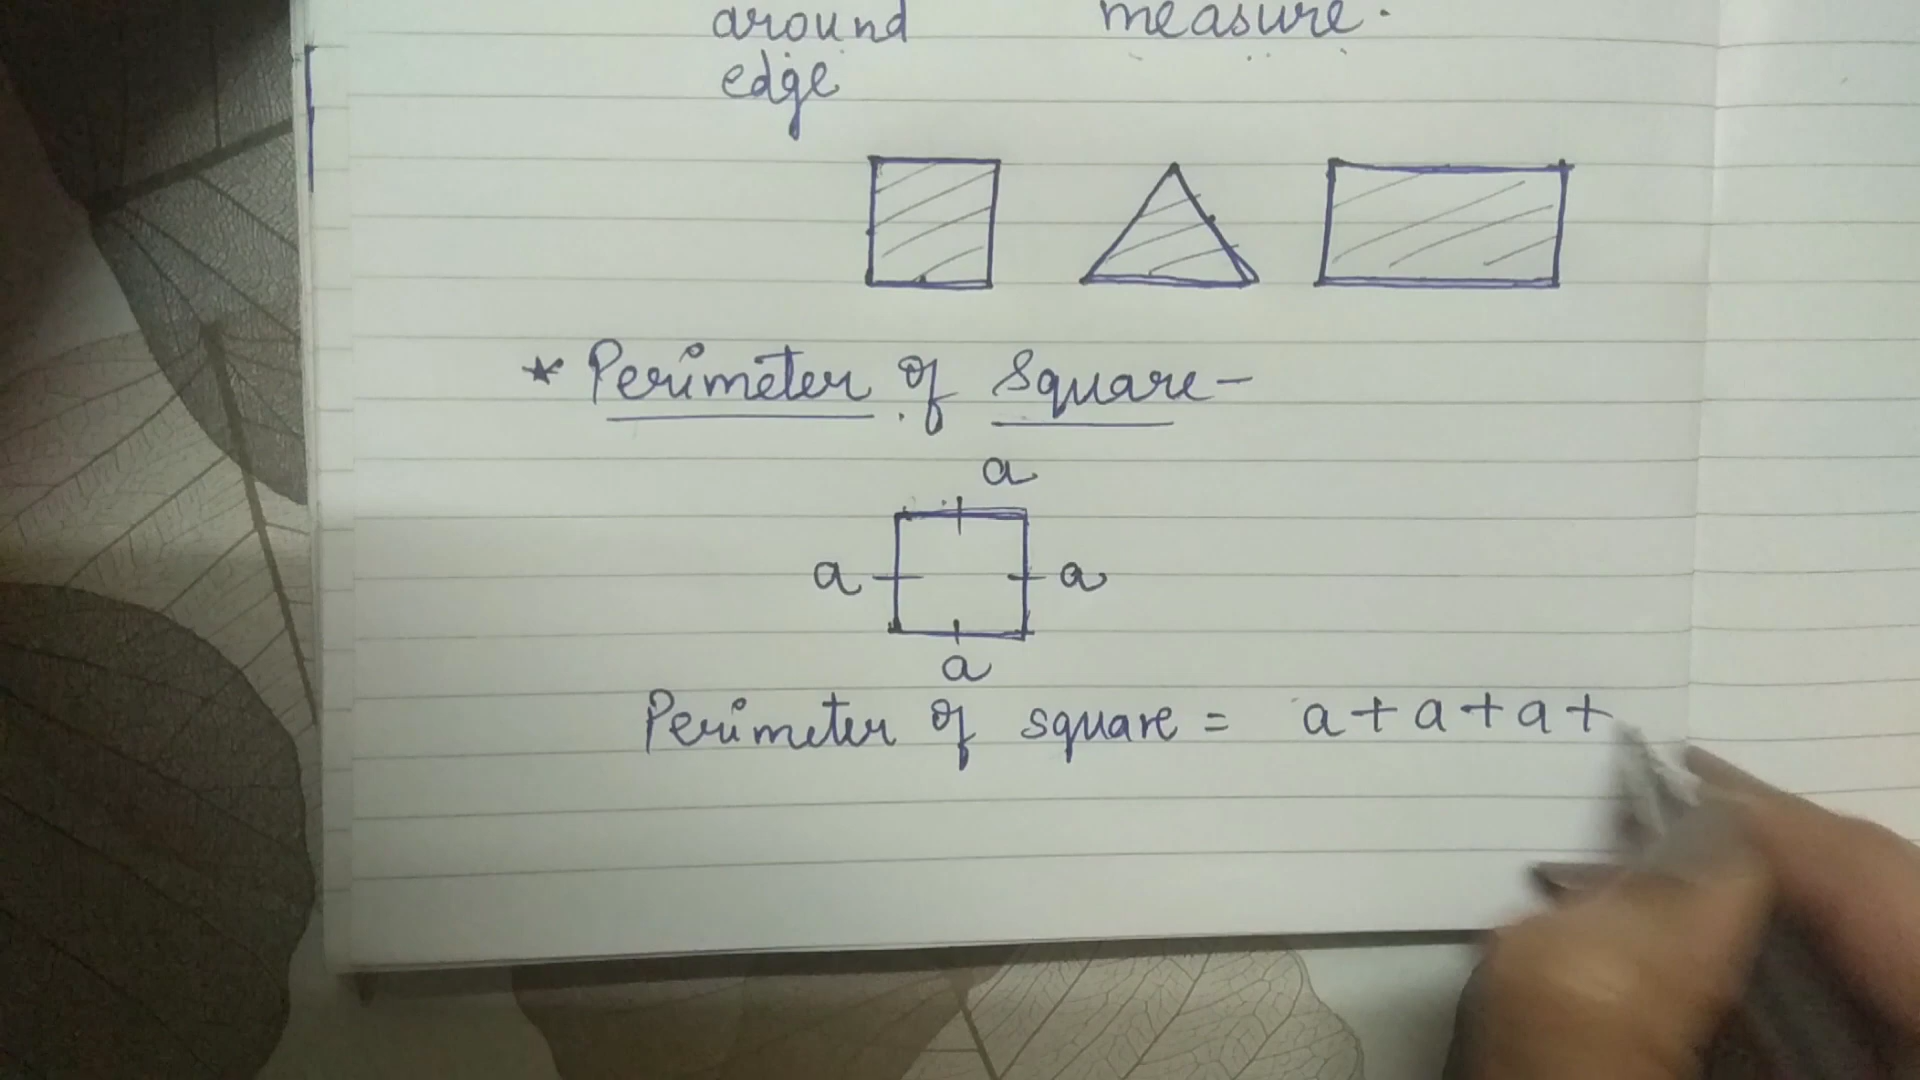 around measure.
edge
* Perimeter of Square-
a
a a
a
Perimeter of square = a + a + a +